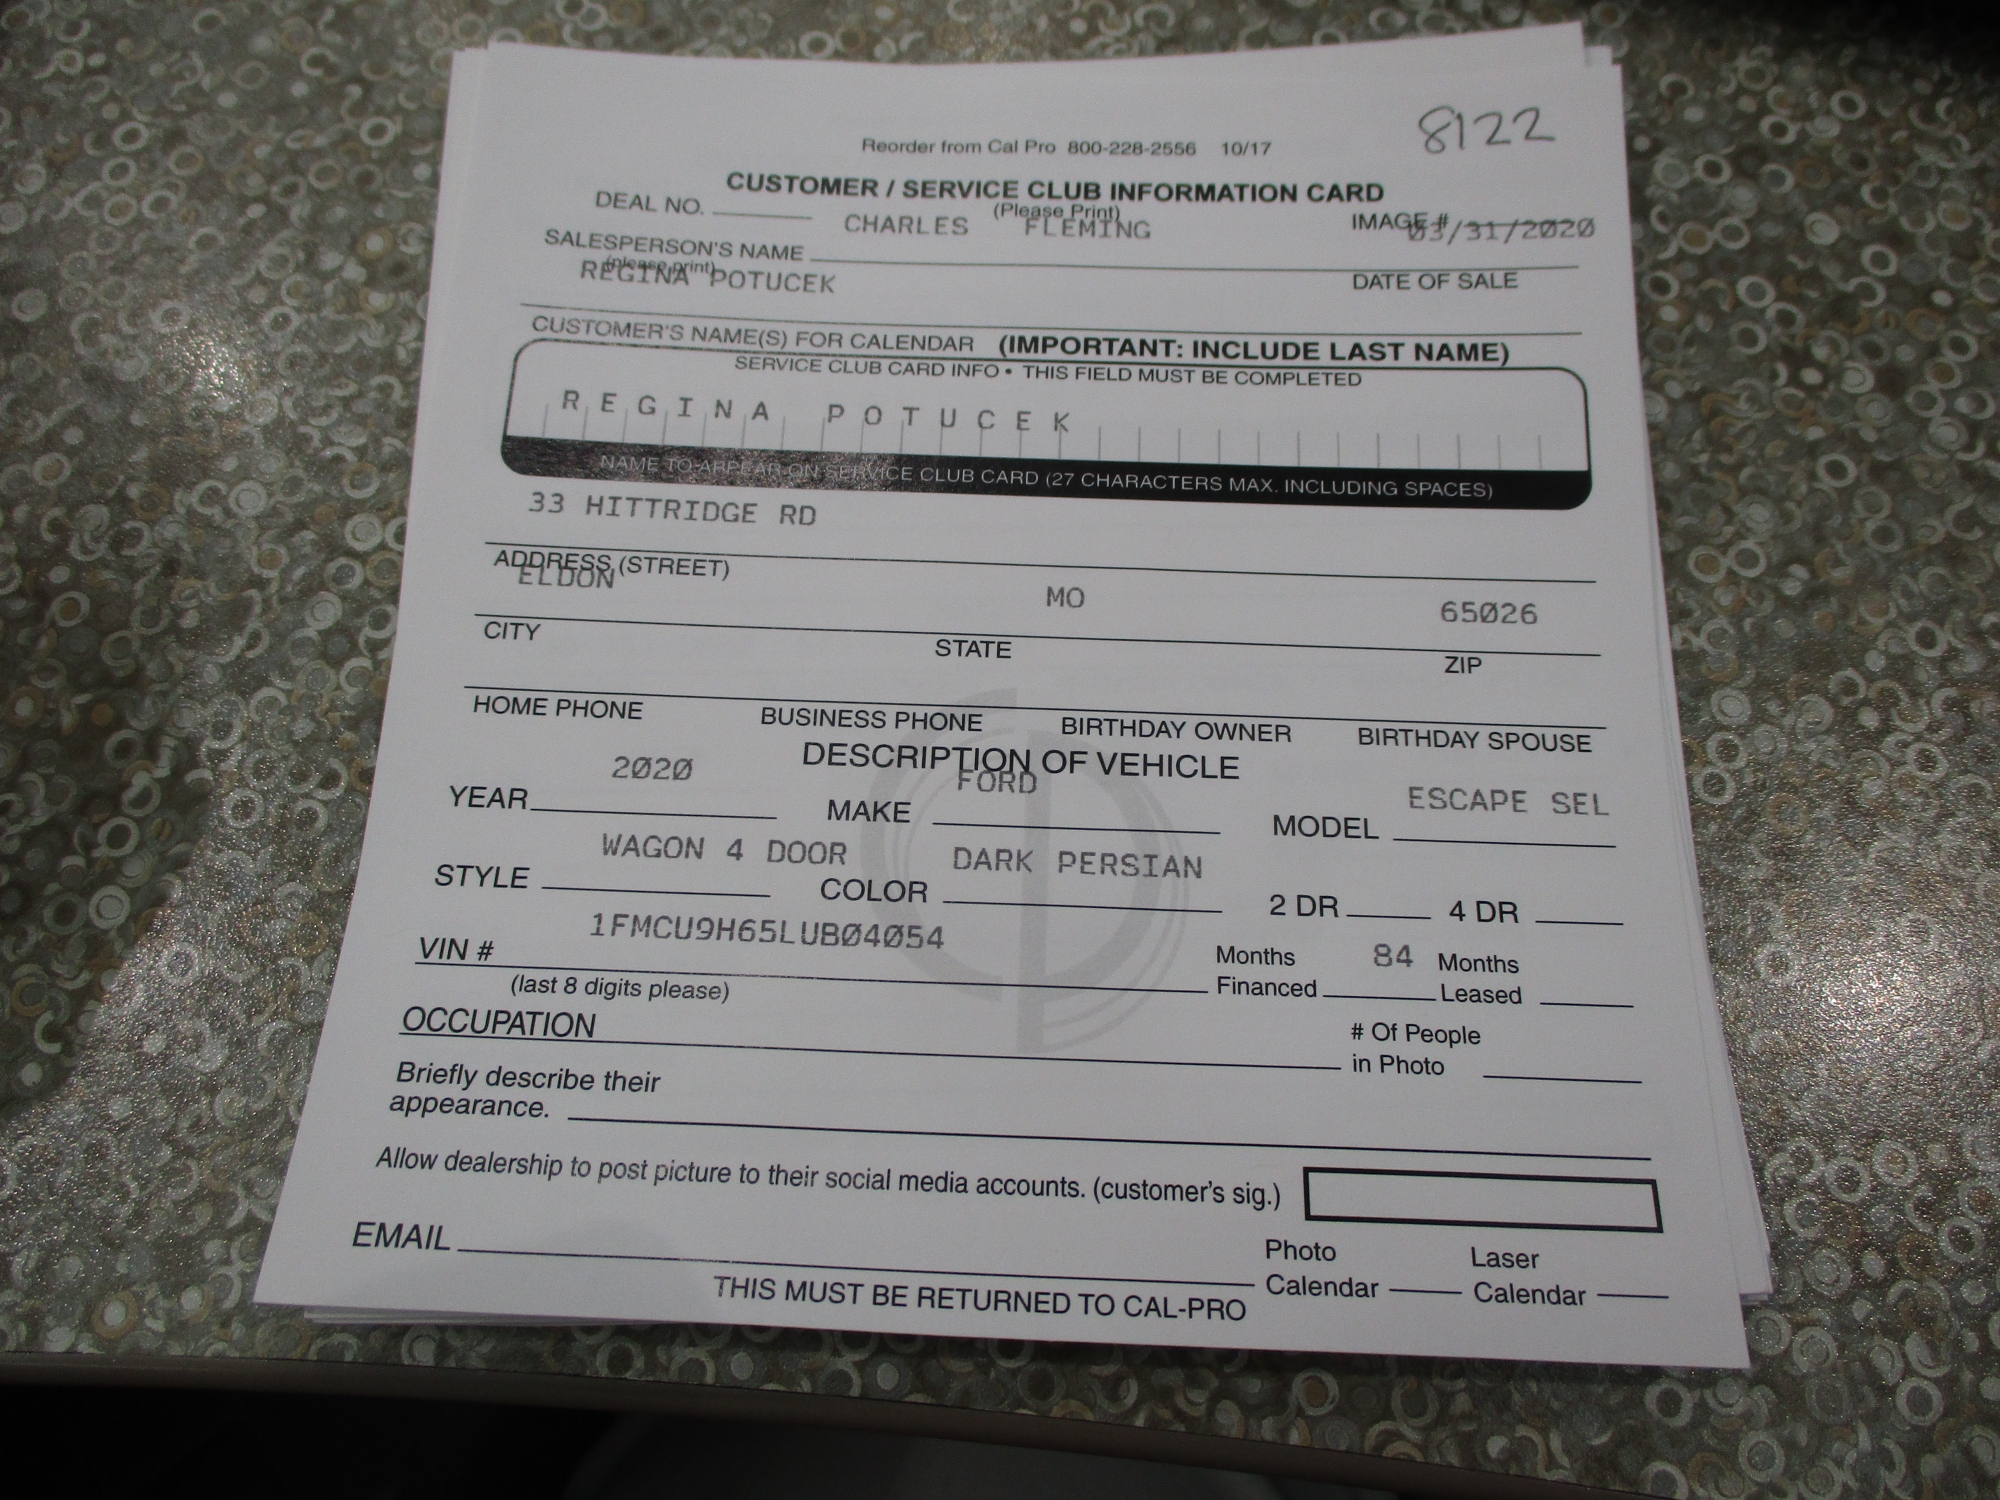 8122
Reorder from Cal Pro 800-228-2556 10/17
CUSTOMER / SERVICE CLUB INFORMATION CARD
(Please Print)
DEAL NO.
CHARLES FLEMING
IMAGE #
03/31/2020
SALESPERSON'S NAME
(please print)
DATE OF SALE
REGINA POTUCEK
CUSTOMER'S NAME(S) FOR CALENDAR (IMPORTANT: INCLUDE LAST NAME)
SERVICE CLUB CARD INFO • THIS FIELD MUST BE COMPLETED
REGINA POTUCEK
NAME TO APPEAR ON SERVICE CLUB CARD (27 CHARACTERS MAX. INCLUDING SPACES)
33 HITTRIDGE RD
ADDRESS (STREET)
ELDON MO 65026
CITY STATE ZIP
HOME PHONE BUSINESS PHONE BIRTHDAY OWNER BIRTHDAY SPOUSE
DESCRIPTION OF VEHICLE
2020 FORD ESCAPE SEL
YEAR MAKE MODEL
WAGON 4 DOOR DARK PERSIAN
STYLE COLOR 2 DR 4 DR
1FMCU9H65LUB04054
VIN # Months Financed 84 Months Leased
(last 8 digits please)
OCCUPATION
# Of People in Photo
Briefly describe their
appearance.
Allow dealership to post picture to their social media accounts. (customer's sig.)
EMAIL
Photo Calendar Laser Calendar
THIS MUST BE RETURNED TO CAL-PRO